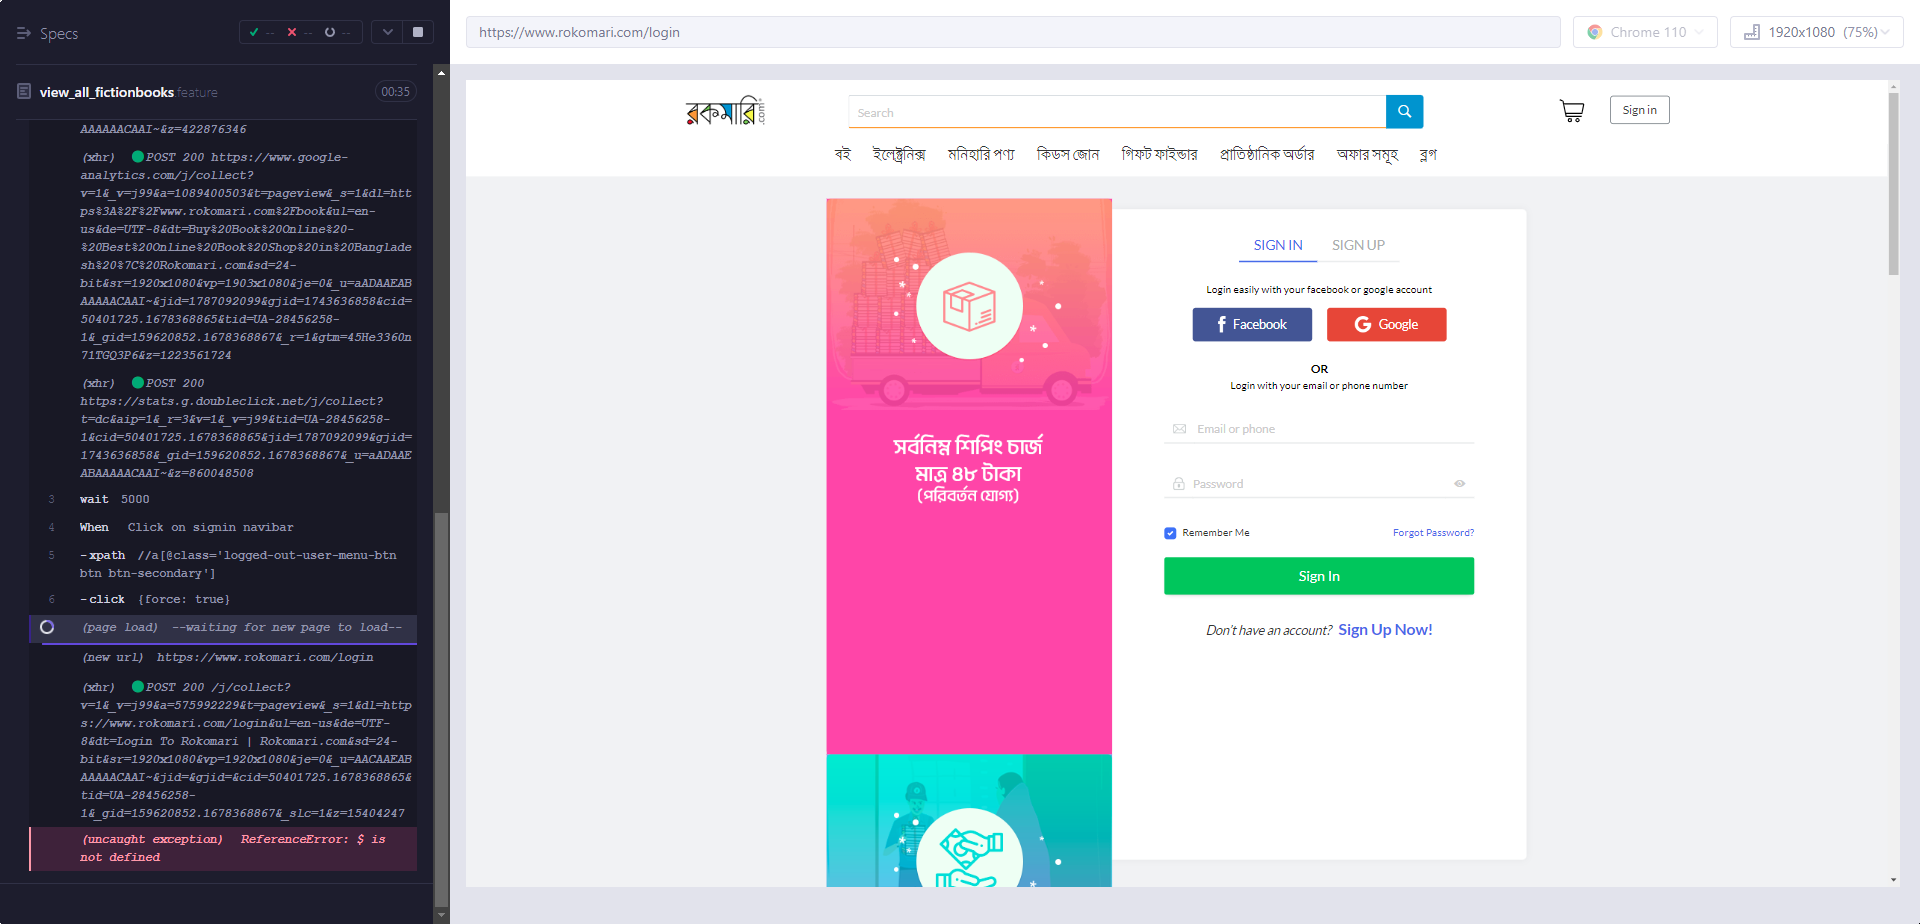 Specs
-- -- --
https://www.rokomari.com/login
Chrome 110
1920x1080 (75%)
view_all_fictionbooks.feature
00:35
AAAAAACAAI~&z=422876346
(xhr) POST 200 https://www.google-
analytics.com/j/collect?
v=1&_v=j99&a=1089400503&t=pageview&_s=1&dl=htt
ps%3A%2F%2Fwww.rokomari.com%2Fbook&ul=en-
us&de=UTF-8&dt=Buy%20Book%20Online%20-
%20Best%20Online%20Book%20Shop%20in%20Banglade
sh%20%7C%20Rokomari.com&sd=24-
bit&sr=1920x1080&vp=1903x1080&je=0&_u=aADAAEAB
AAAAACAAI~&jid=1787092099&gjid=1743636858&cid=
50401725.1678368865&tid=UA-28456258-
1&_gid=159620852.1678368867&_r=1&gtm=45He3360n
71TGQ3P6&z=1223561724
(xhr) POST 200
https://stats.g.doubleclick.net/j/collect?
t=dc&aip=1&_r=3&v=1&_v=j99&tid=UA-28456258-
1&cid=50401725.1678368865&jid=1787092099&gjid=
1743636858&_gid=159620852.1678368867&_u=aADAAE
ABAAAAACAAI~&z=860048508
3 wait 5000
4 When Click on signin navibar
5 -xpath //a[@class='logged-out-user-menu-btn
btn btn-secondary']
6 -click {force: true}
(page load) --waiting for new page to load--
(new url) https://www.rokomari.com/login
(xhr) POST 200 /j/collect?
v=1&_v=j99&a=575992229&t=pageview&_s=1&dl=http
s://www.rokomari.com/login&ul=en-us&de=UTF-
8&dt=Login To Rokomari | Rokomari.com&sd=24-
bit&sr=1920x1080&vp=1920x1080&je=0&_u=AACAAEAB
AAAAACAAI~&jid=&gjid=&cid=50401725.1678368865&
tid=UA-28456258-
1&_gid=159620852.1678368867&_slc=1&z=15404247
(uncaught exception) ReferenceError: $ is
not defined
রকমারি.com
Search
Sign in
বই ইলেক্ট্রনিক্স মনিহারি পণ্য কিডস জোন গিফট ফাইন্ডার প্রাতিষ্ঠানিক অর্ডার অফার সমূহ ব্লগ
সর্বনিম্ন শিপিং চার্জ
মাত্র ৪৮ টাকা
(পরিবর্তন যোগ্য)
SIGN IN SIGN UP
Login easily with your facebook or google account
Facebook Google
OR
Login with your email or phone number
Email or phone
Password
Remember Me Forgot Password?
Sign In
Don't have an account? Sign Up Now!